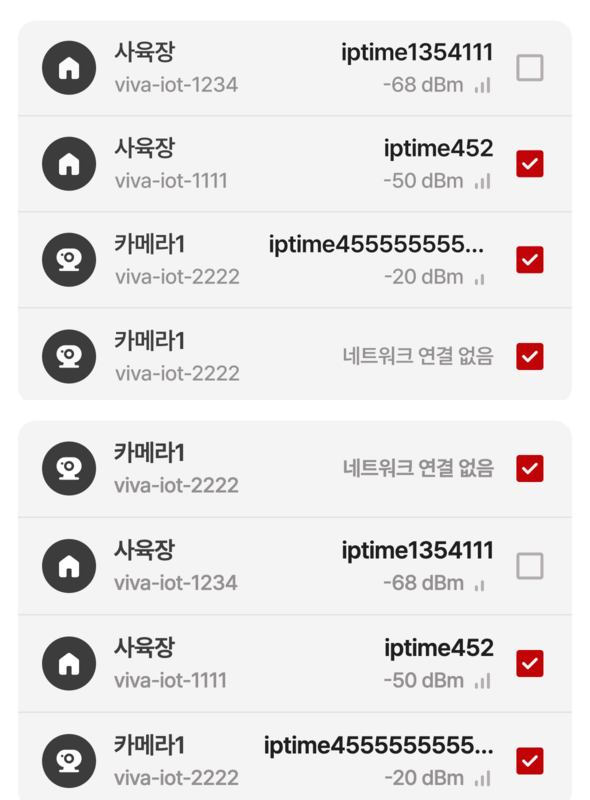 사육장 iptime1354111
viva-iot-1234 -68 dBm
사육장 iptime452
viva-iot-1111 -50 dBm
카메라1 iptime455555555...
viva-iot-2222 -20 dBm
카메라1
viva-iot-2222 네트워크 연결 없음
카메라1
viva-iot-2222 네트워크 연결 없음
사육장 iptime1354111
viva-iot-1234 -68 dBm
사육장 iptime452
viva-iot-1111 -50 dBm
카메라1 iptime4555555555...
viva-iot-2222 -20 dBm